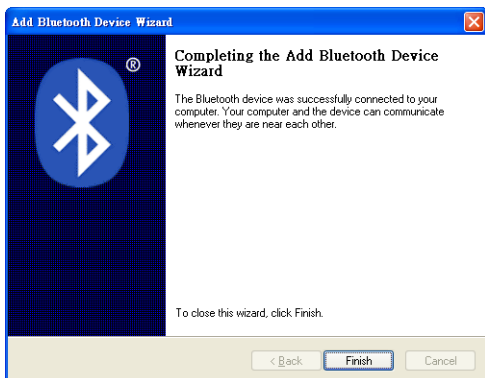 Add Bluetooth Device Wizard
®
Completing the Add Bluetooth Device
Wizard
The Bluetooth device was successfully connected to your
computer. Your computer and the device can communicate
whenever they are near each other.
To close this wizard, click Finish.
< Back
Finish
Cancel